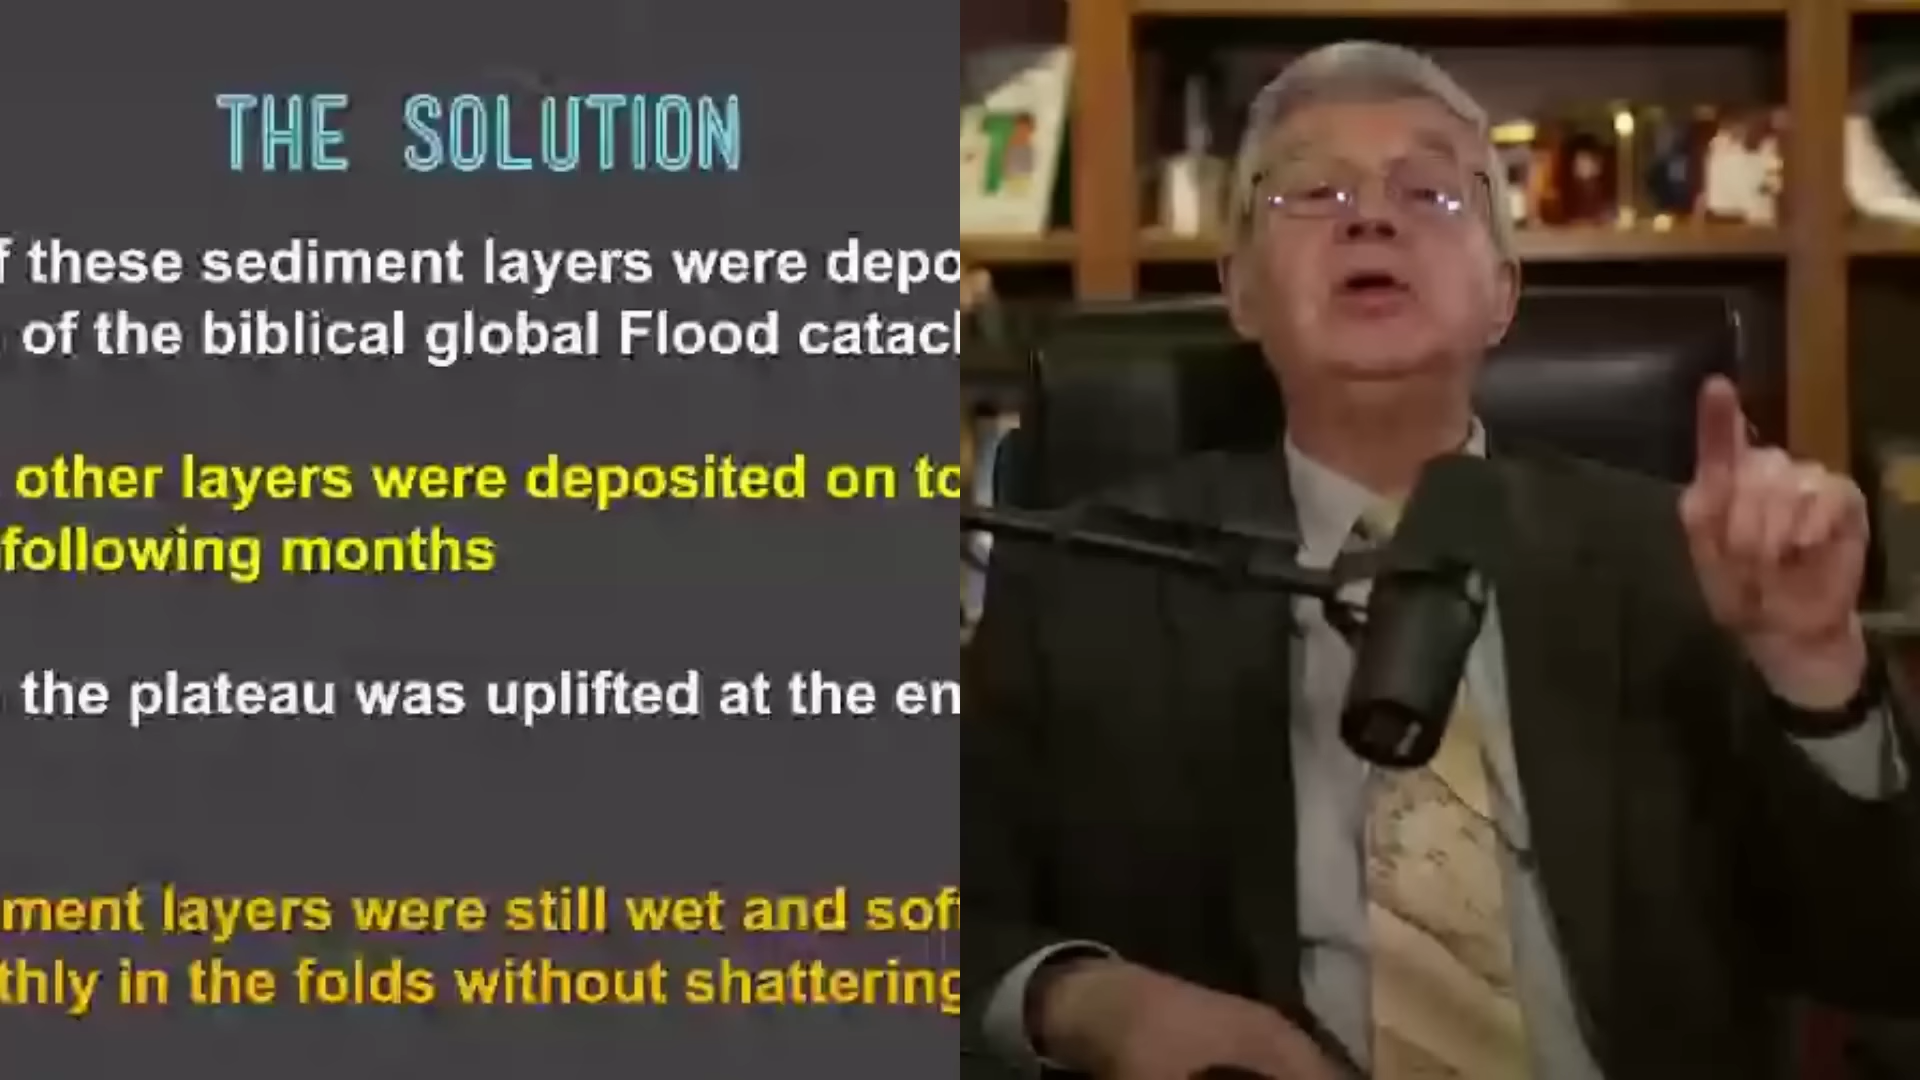 THE SOLUTION
f these sediment layers were depo
of the biblical global Flood catacl
other layers were deposited on to
following months
the plateau was uplifted at the en
ment layers were still wet and sof
thly in the folds without shattering